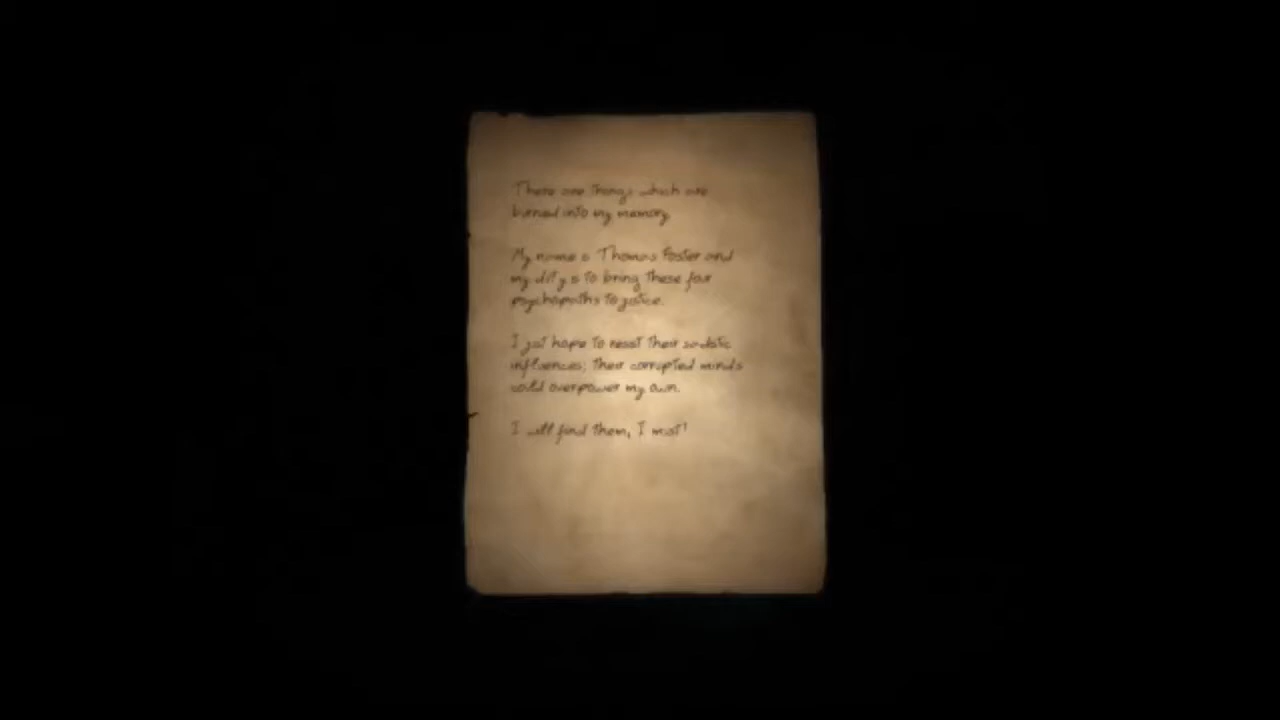 There are things which are
burned into my memory
My name is Thomas Foster and
my duty is to bring these four
psychopaths to justice.
I just hope to resist their sadistic
influences; their corrupted minds
could overpower my own.
I will find them, I must!